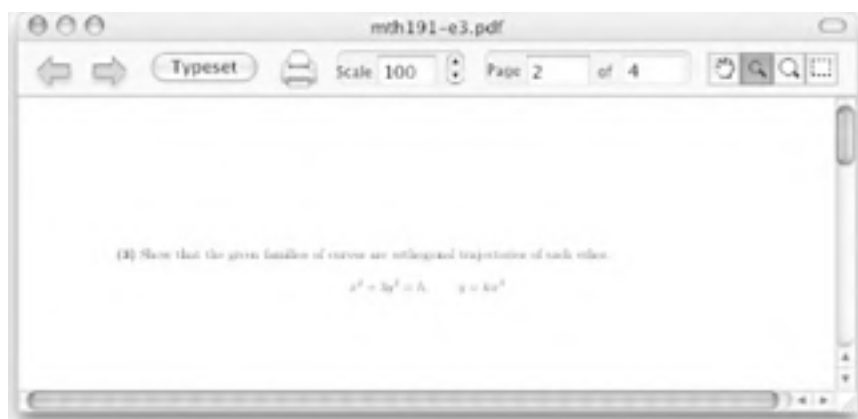 mth191-e3.pdf
Typeset Scale 100 Page 2 of 4
Show that the given families of curves are orthogonal trajectories of each other.